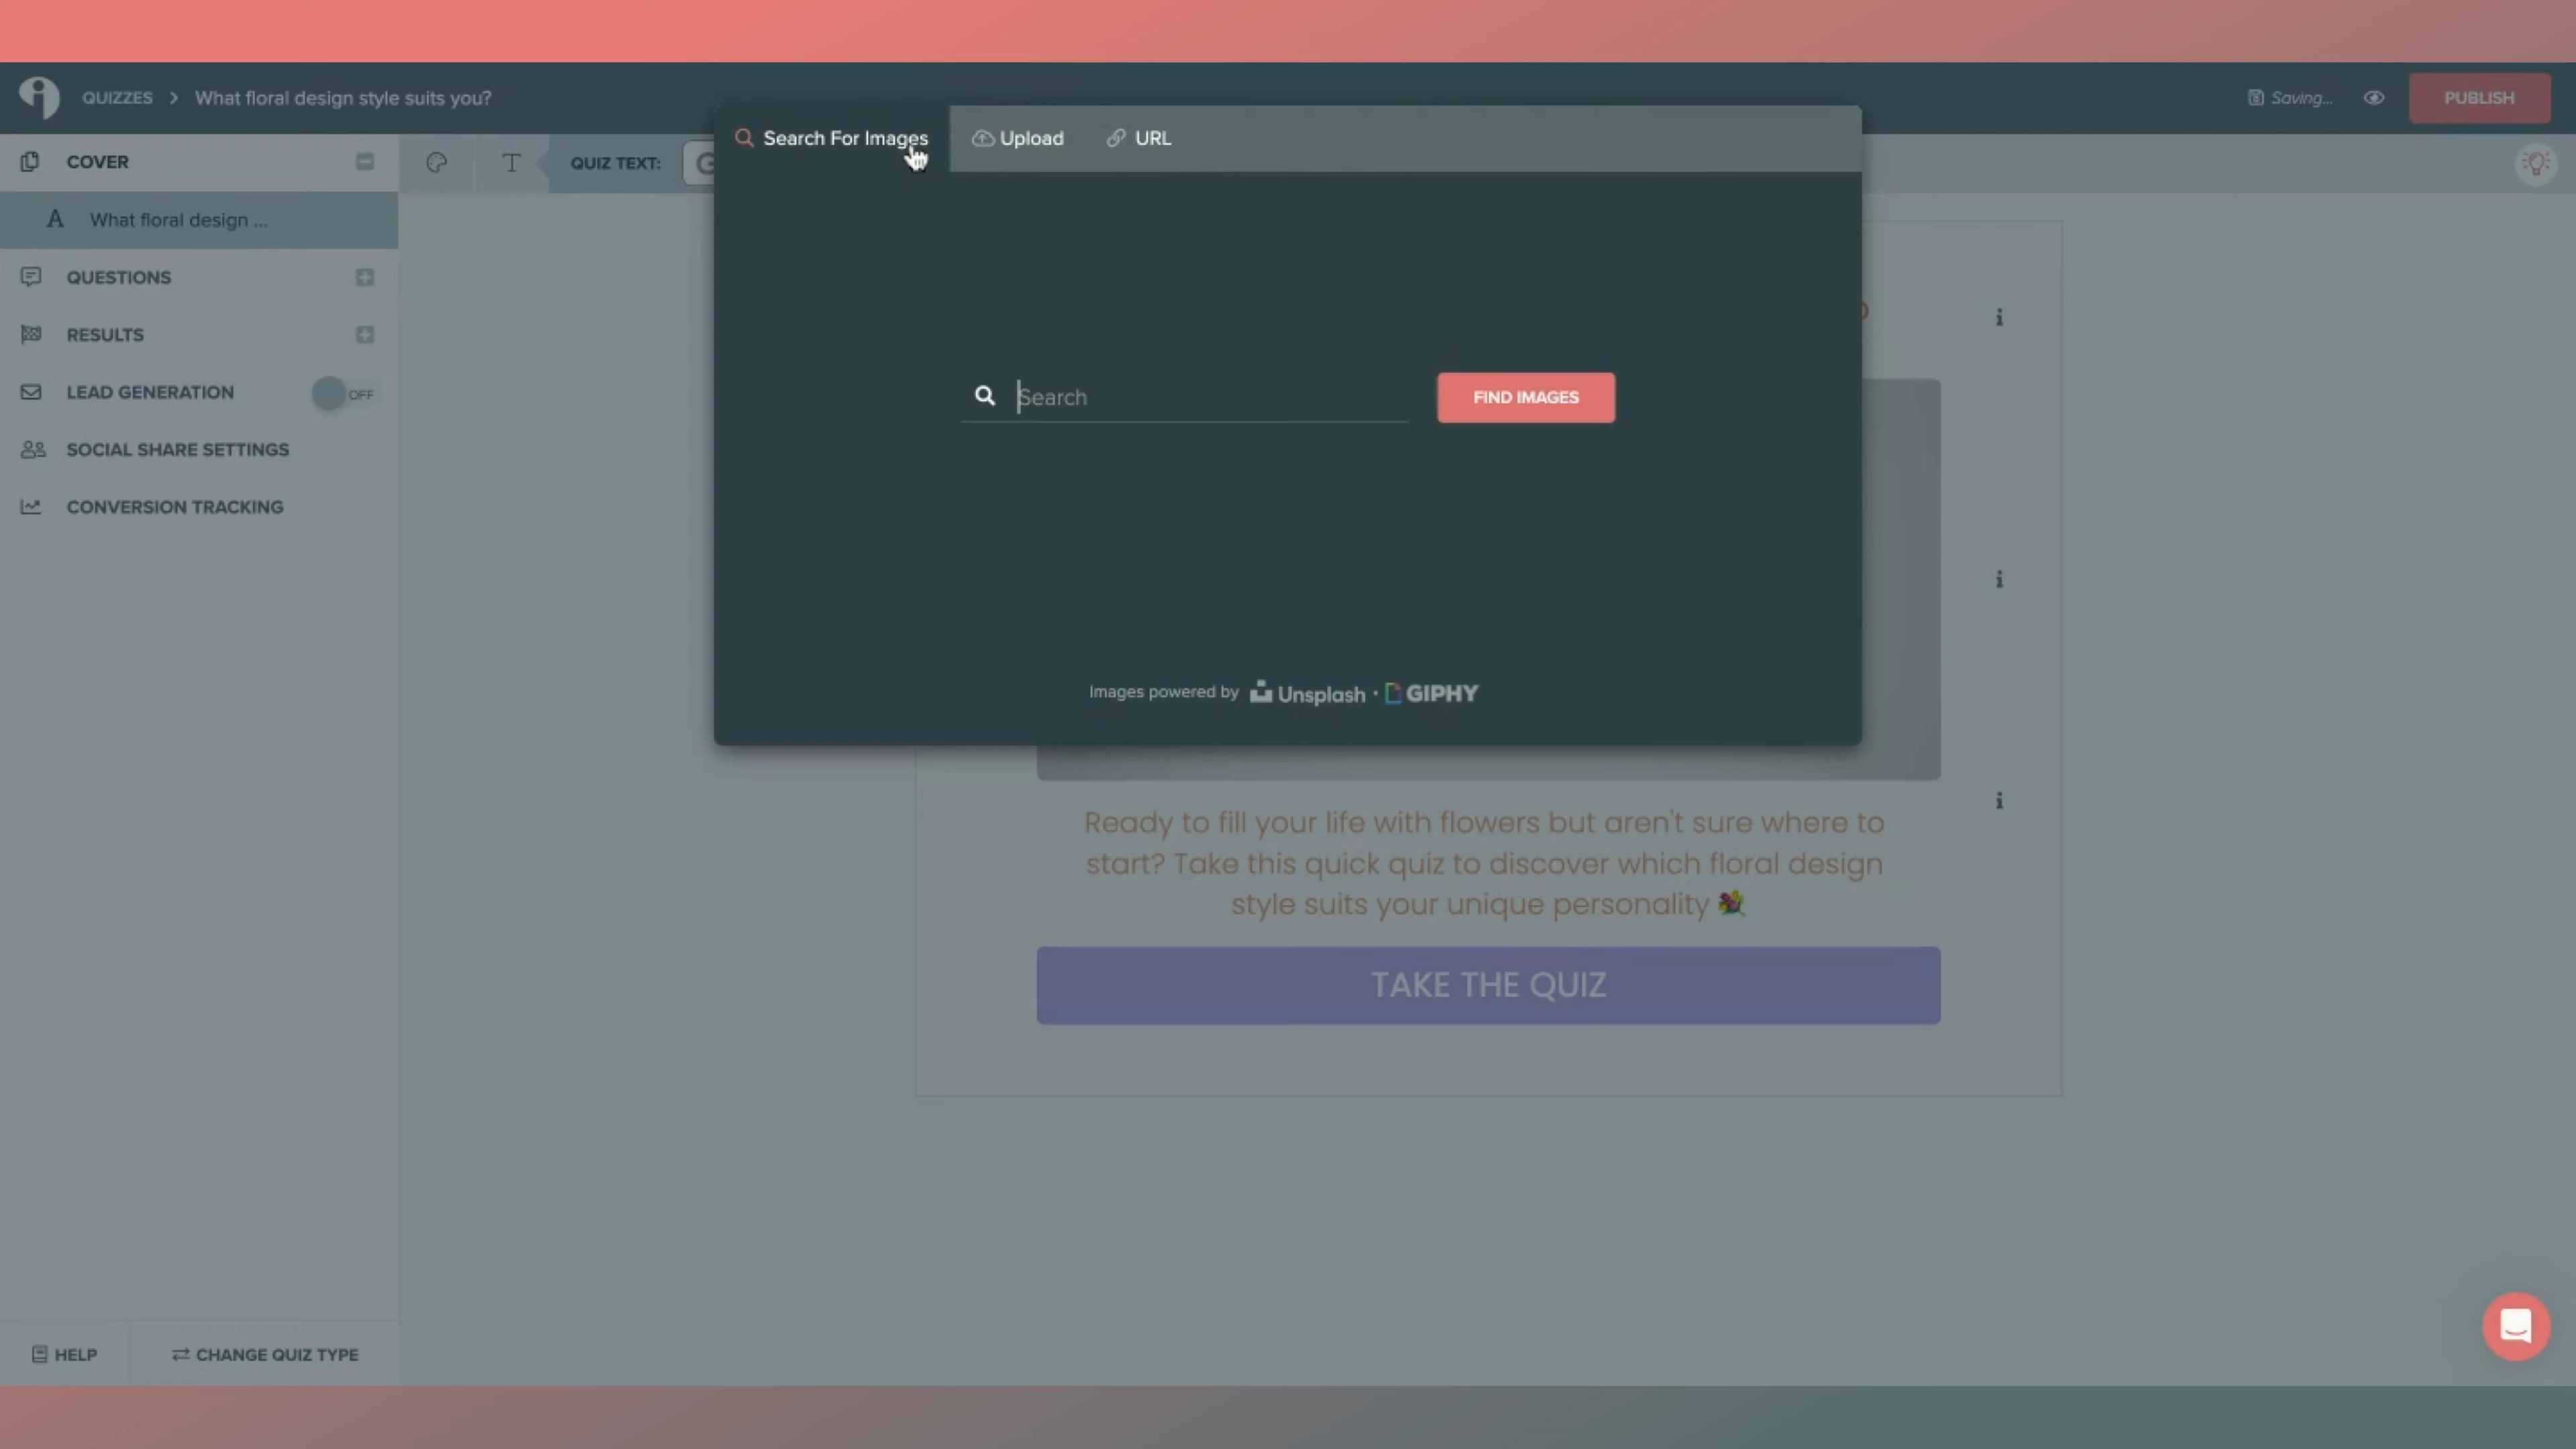 QUIZZES > What floral design style suits you?
Saving...
PUBLISH
Search For Images
Upload
URL
COVER
QUIZ TEXT:
What floral design ...
QUESTIONS
RESULTS
LEAD GENERATION
OFF
SOCIAL SHARE SETTINGS
CONVERSION TRACKING
Search
FIND IMAGES
Images powered by Unsplash · GIPHY
Ready to fill your life with flowers but aren't sure where to
start? Take this quick quiz to discover which floral design
style suits your unique personality 💐
TAKE THE QUIZ
HELP
CHANGE QUIZ TYPE